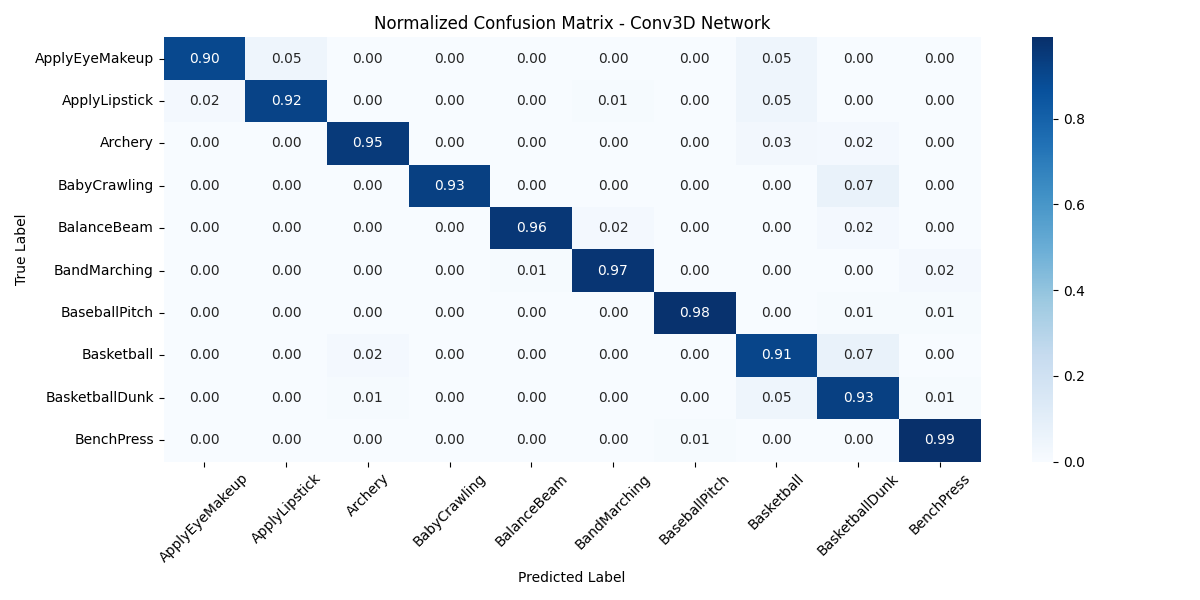 Normalized Confusion Matrix - Conv3D Network
True Label
ApplyEyeMakeup 0.90 0.05 0.00 0.00 0.00 0.00 0.00 0.05 0.00 0.00
ApplyLipstick 0.02 0.92 0.00 0.00 0.00 0.01 0.00 0.05 0.00 0.00
Archery 0.00 0.00 0.95 0.00 0.00 0.00 0.00 0.03 0.02 0.00
BabyCrawling 0.00 0.00 0.00 0.93 0.00 0.00 0.00 0.00 0.07 0.00
BalanceBeam 0.00 0.00 0.00 0.00 0.96 0.02 0.00 0.00 0.02 0.00
BandMarching 0.00 0.00 0.00 0.00 0.01 0.97 0.00 0.00 0.00 0.02
BaseballPitch 0.00 0.00 0.00 0.00 0.00 0.00 0.98 0.00 0.01 0.01
Basketball 0.00 0.00 0.02 0.00 0.00 0.00 0.00 0.91 0.07 0.00
BasketballDunk 0.00 0.00 0.01 0.00 0.00 0.00 0.00 0.05 0.93 0.01
BenchPress 0.00 0.00 0.00 0.00 0.00 0.00 0.01 0.00 0.00 0.99
ApplyEyeMakeup ApplyLipstick Archery BabyCrawling BalanceBeam BandMarching BaseballPitch Basketball BasketballDunk BenchPress
Predicted Label
0.8
0.6
0.4
0.2
0.0